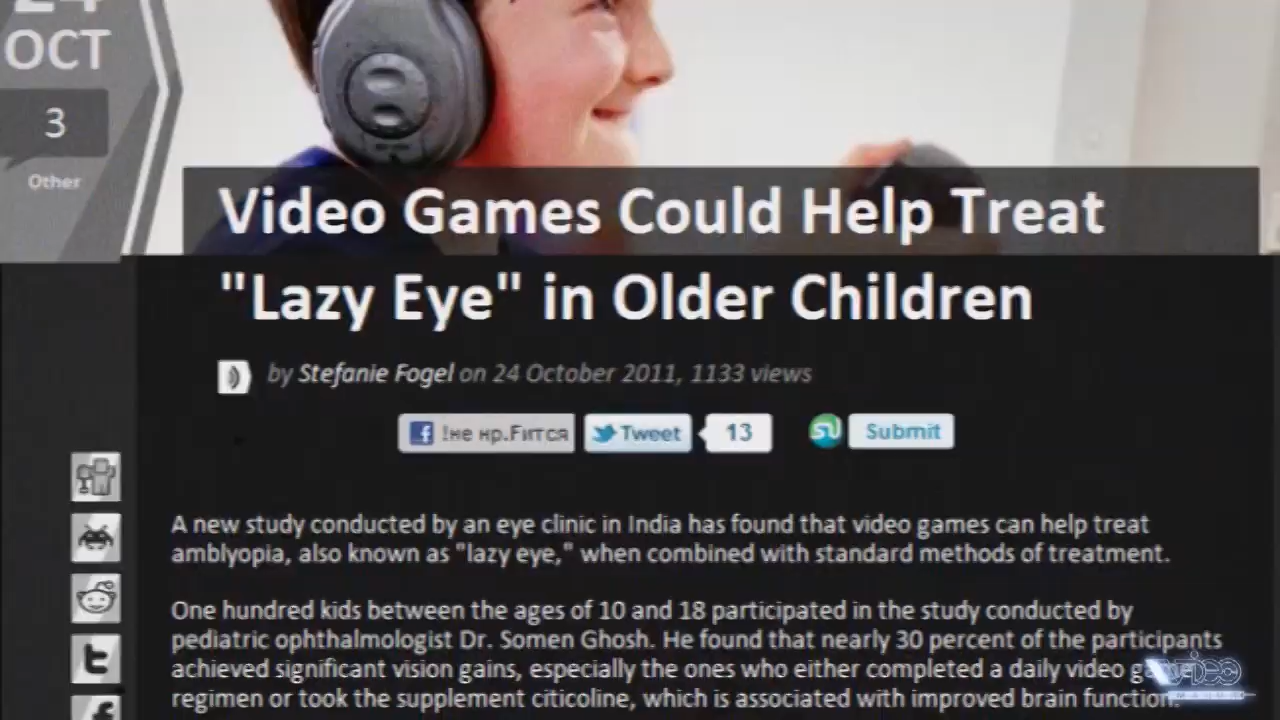 24
OCT
3
Other
Video Games Could Help Treat
"Lazy Eye" in Older Children
by Stefanie Fogel on 24 October 2011, 1133 views
Tweet
13
Submit
A new study conducted by an eye clinic in India has found that video games can help treat
amblyopia, also known as "lazy eye," when combined with standard methods of treatment.
One hundred kids between the ages of 10 and 18 participated in the study conducted by
pediatric ophthalmologist Dr. Somen Ghosh. He found that nearly 30 percent of the participants
achieved significant vision gains, especially the ones who either completed a daily video game
regimen or took the supplement citicoline, which is associated with improved brain function.
video